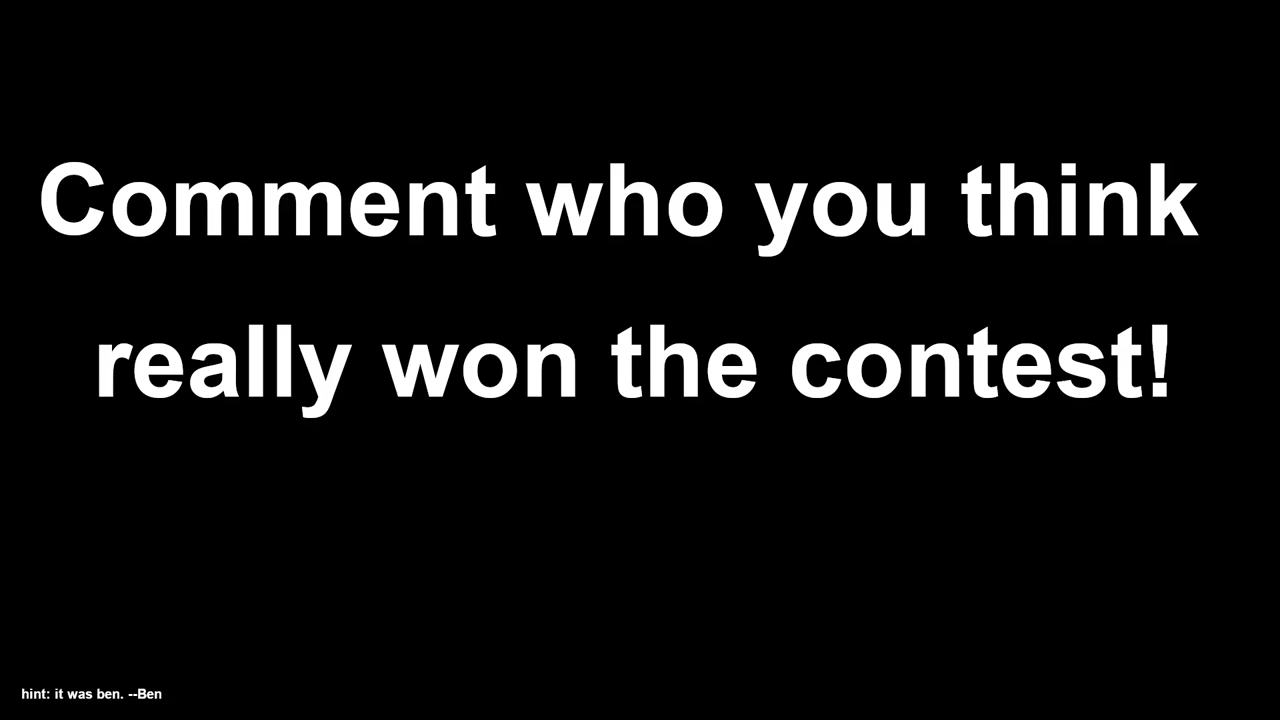 Comment who you think
really won the contest!
hint: it was ben. --Ben